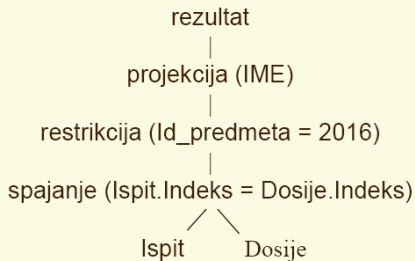 rezultat
projekcija (IME)
restrikcija (Id_predmeta = 2016)
spajanje (Ispit.Indeks = Dosije.Indeks)
Ispit Dosije